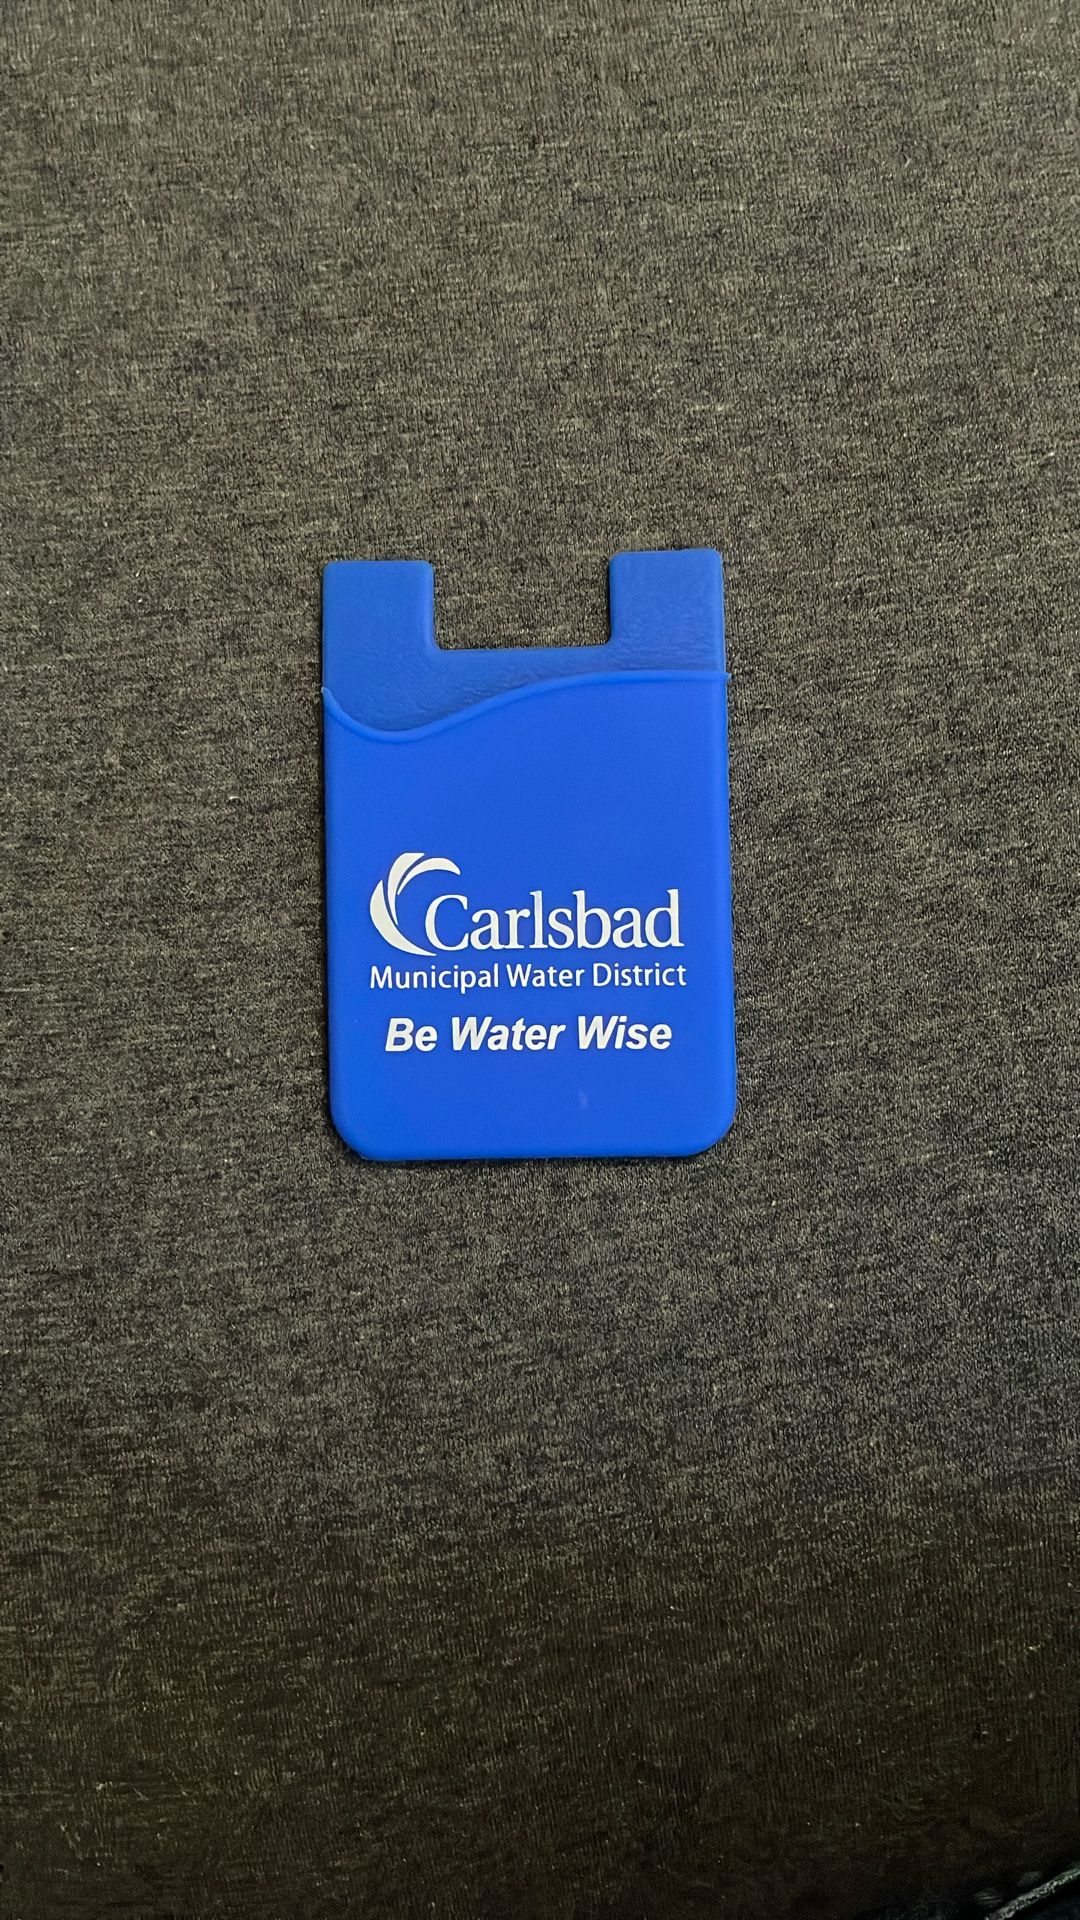 Carlsbad
Municipal Water District
Be Water Wise